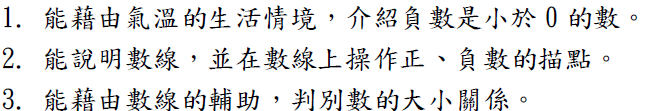 1. 能藉由氣溫的生活情境，介紹負數是小於 0 的數。
2. 能說明數線，並在數線上操作正、負數的描點。
3. 能藉由數線的輔助，判別數的大小關係。